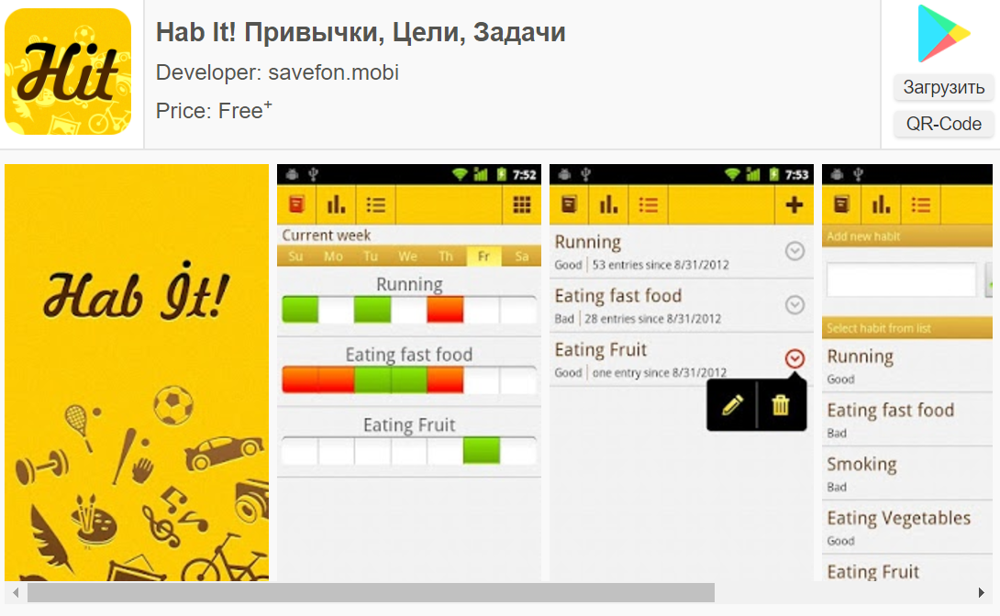 Hit
Hab It! Привычки, Цели, Задачи
Developer: savefon.mobi
Price: Free+
Загрузить
QR-Code
Hab It!
7:52
Current week
Su Mo Tu We Th Fr Sa
Running
Eating fast food
Eating Fruit
7:53
Running
Good | 53 entries since 8/31/2012
Eating fast food
Bad | 28 entries since 8/31/2012
Eating Fruit
Good | one entry since 8/31/2012
Add new habit
Select habit from list
Running
Good
Eating fast food
Bad
Smoking
Bad
Eating Vegetables
Good
Eating Fruit